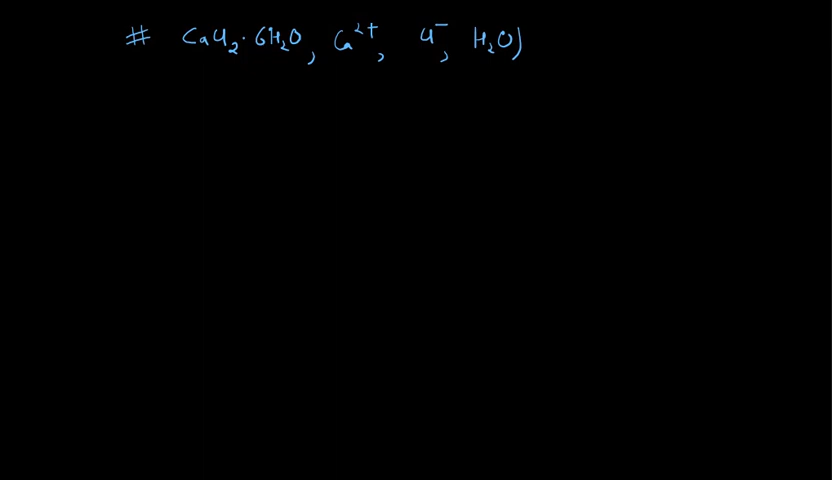 # CaCl₂·6H₂O, Ca²⁺, Cl⁻, H₂O)